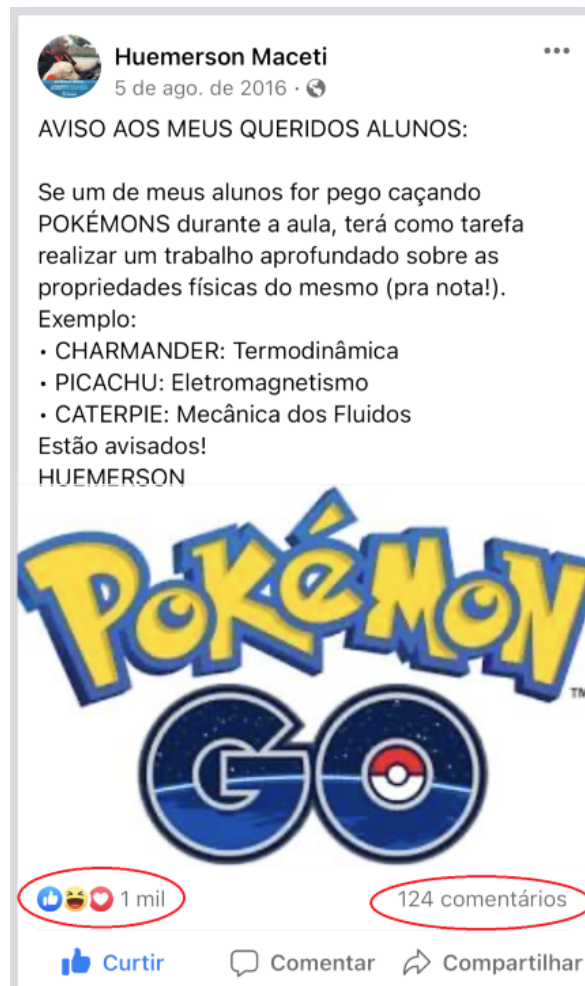 Huemerson Maceti
5 de ago. de 2016 ·
AVISO AOS MEUS QUERIDOS ALUNOS:
Se um de meus alunos for pego caçando
POKÉMONS durante a aula, terá como tarefa
realizar um trabalho aprofundado sobre as
propriedades físicas do mesmo (pra nota!).
Exemplo:
• CHARMANDER: Termodinâmica
• PICACHU: Eletromagnetismo
• CATERPIE: Mecânica dos Fluidos
Estão avisados!
HUEMERSON
POKéMON
TM
GO
1 mil 124 comentários
Curtir Comentar Compartilhar